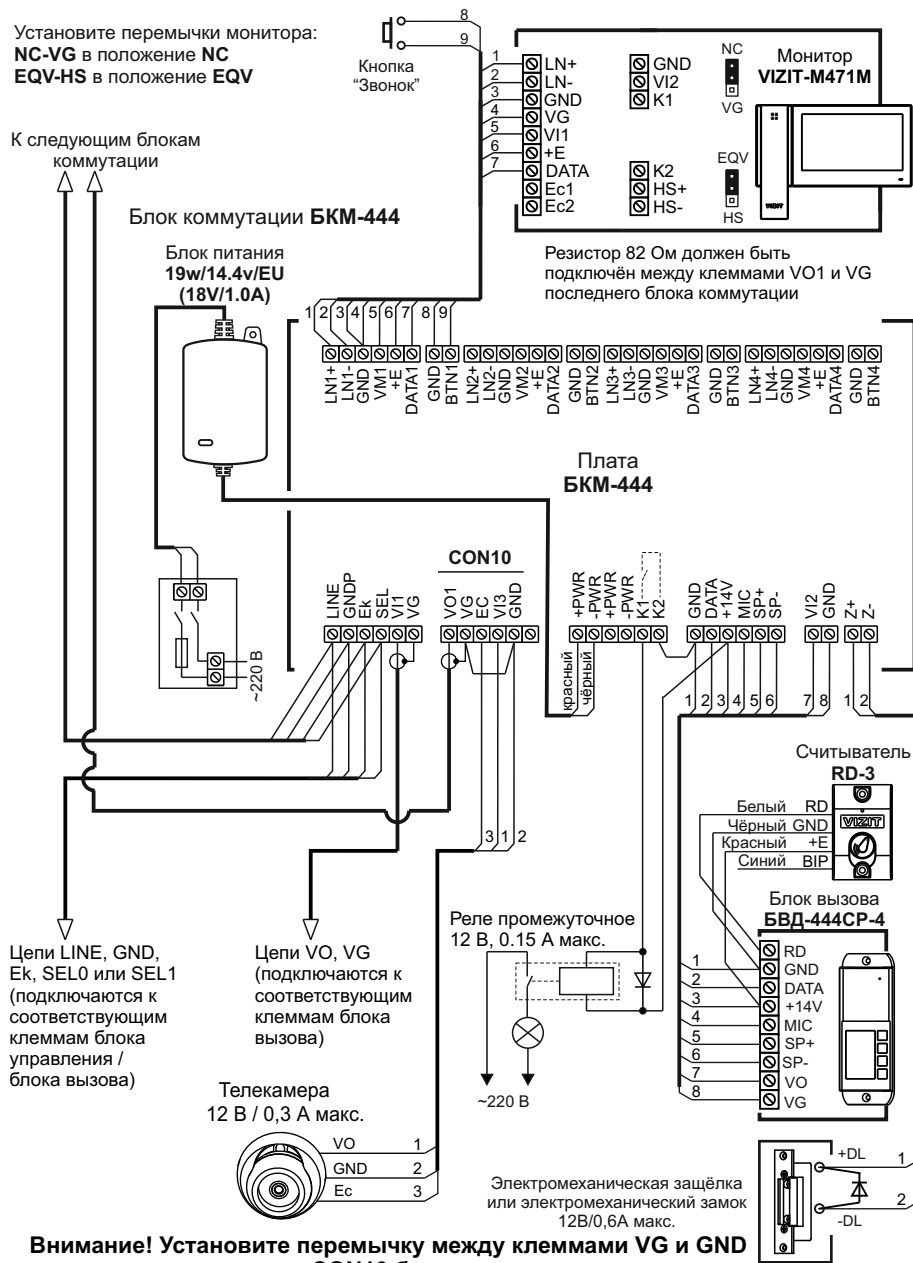 Установите перемычки монитора:
NC-VG в положение NC
EQV-HS в положение EQV
8
9
Кнопка
“Звонок”
1
2
3
4
5
6
7
LN+
LN-
GND
VG
VI1
+E
DATA
Ec1
Ec2
GND
VI2
K1
K2
HS+
HS-
NC
VG
EQV
HS
Монитор
VIZIT-M471M
VIZIT
К следующим блокам
коммутации
Блок коммутации БКМ-444
Блок питания
19w/14.4v/EU
(18V/1.0A)
Резистор 82 Ом должен быть
подключён между клеммами VO1 и VG
последнего блока коммутации
1 2 3 4 5 6 7 8 9
LN1+ LN1- GND VM1 +E DATA1 GND BTN1 LN2+ LN2- GND VM2 +E DATA2 GND BTN2 LN3+ LN3- GND VM3 +E DATA3 GND BTN3 LN4+ LN4- GND VM4 +E DATA4 GND BTN4
Плата
БКМ-444
CON10
LINE GNDP Ek SEL VI1 VG VO1 VG EC VI3 GND +PWR -PWR +PWR -PWR K1 K2 GND DATA +14V MIC SP+ SP- VI2 GND Z+ Z-
~220 В
красный
чёрный
1 2 3 4 5 6 7 8 1 2
3 1 2
Считыватель
RD-3
Белый RD
Чёрный GND
Красный +E
Синий BIP
VIZIT
Блок вызова
БВД-444CP-4
1
2
3
4
5
6
7
8
RD
GND
DATA
+14V
MIC
SP+
SP-
VO
VG
Реле промежуточное
12 В, 0.15 А макс.
~220 В
Цепи LINE, GND,
Ek, SEL0 или SEL1
(подключаются к
соответствующим
клеммам блока
управления /
блока вызова)
Цепи VO, VG
(подключаются к
соответствующим
клеммам блока
вызова)
Телекамера
12 В / 0,3 А макс.
VO 1
GND 2
Ec 3
Электромеханическая защёлка
или электромеханический замок
12В/0,6А макс.
+DL 1
-DL 2
Внимание! Установите перемычку между клеммами VG и GND